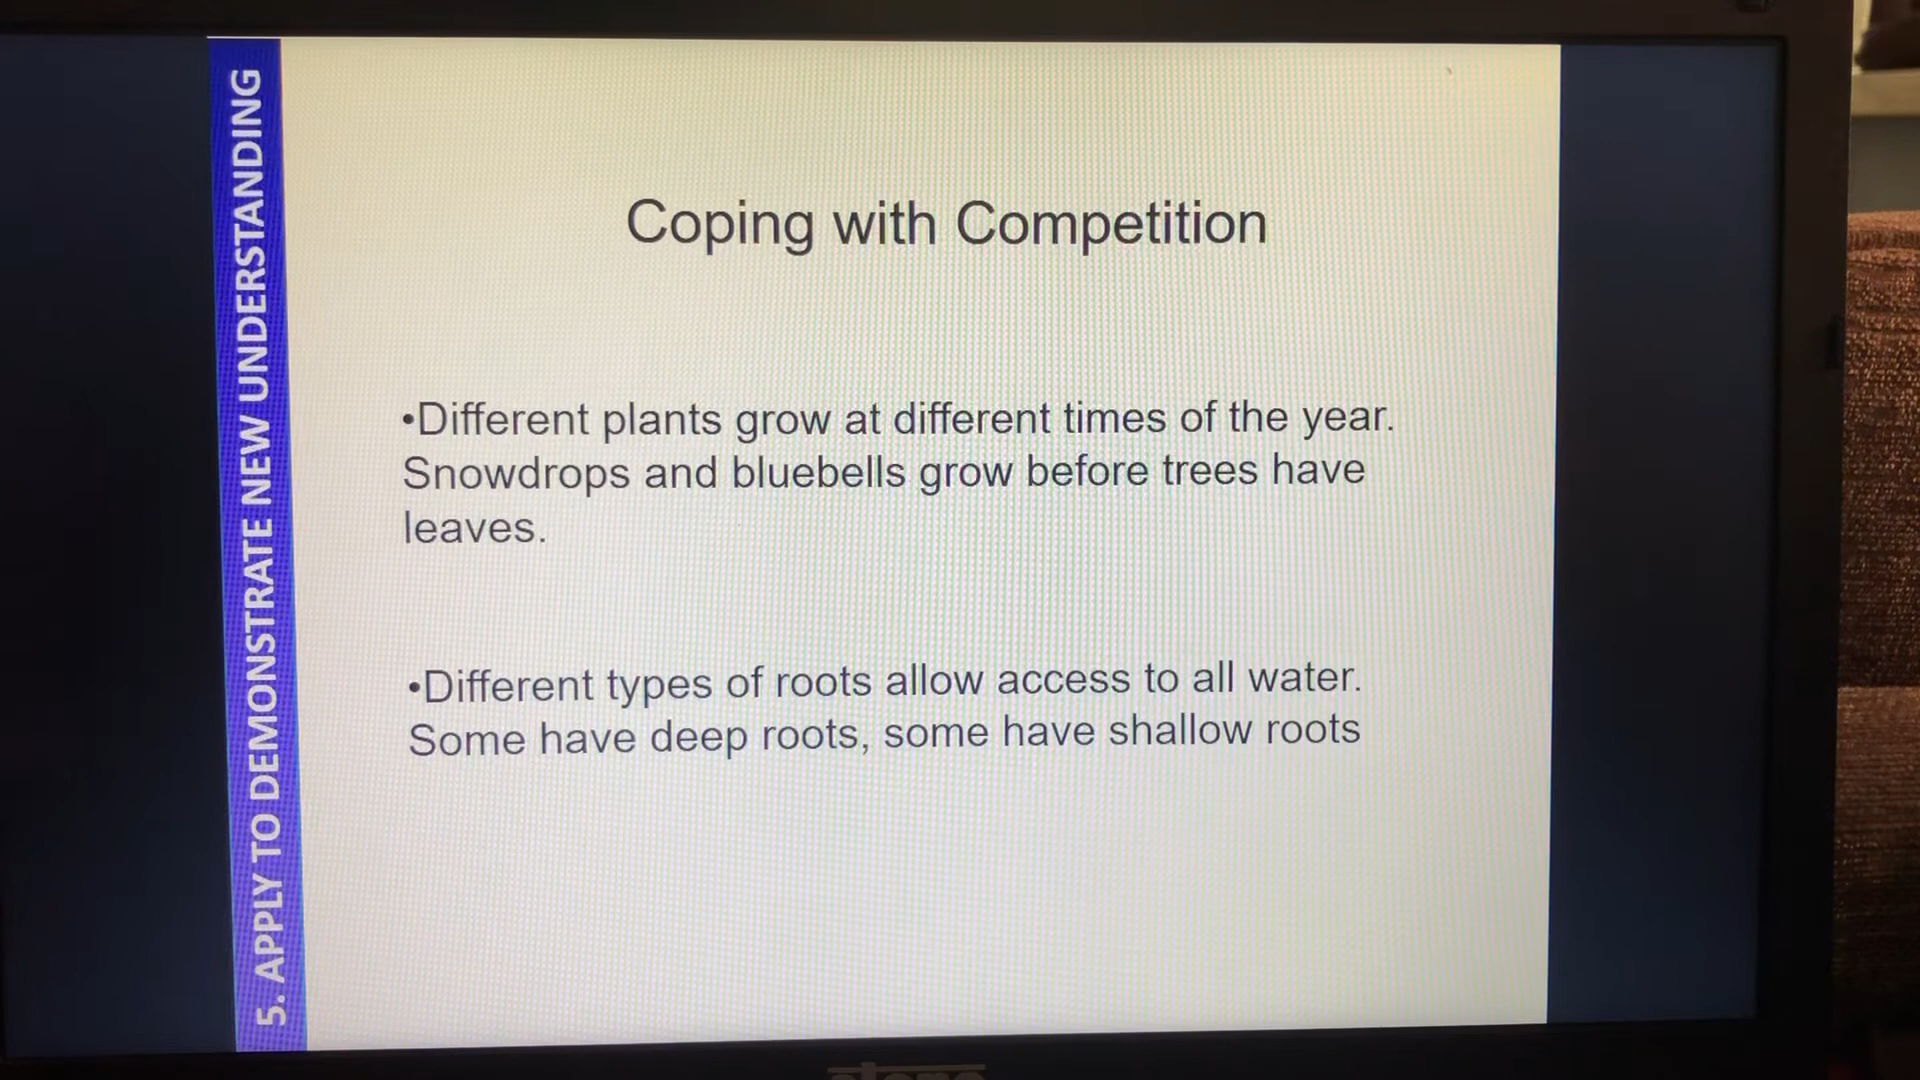 5. APPLY TO DEMONSTRATE NEW UNDERSTANDING
Coping with Competition
•Different plants grow at different times of the year.
Snowdrops and bluebells grow before trees have
leaves.
•Different types of roots allow access to all water.
Some have deep roots, some have shallow roots